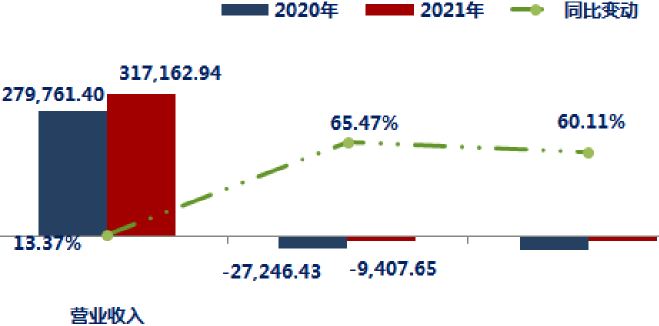 2020年 2021年 同比变动
317,162.94
279,761.40
65.47% 60.11%
13.37%
-27,246.43 -9,407.65
营业收入